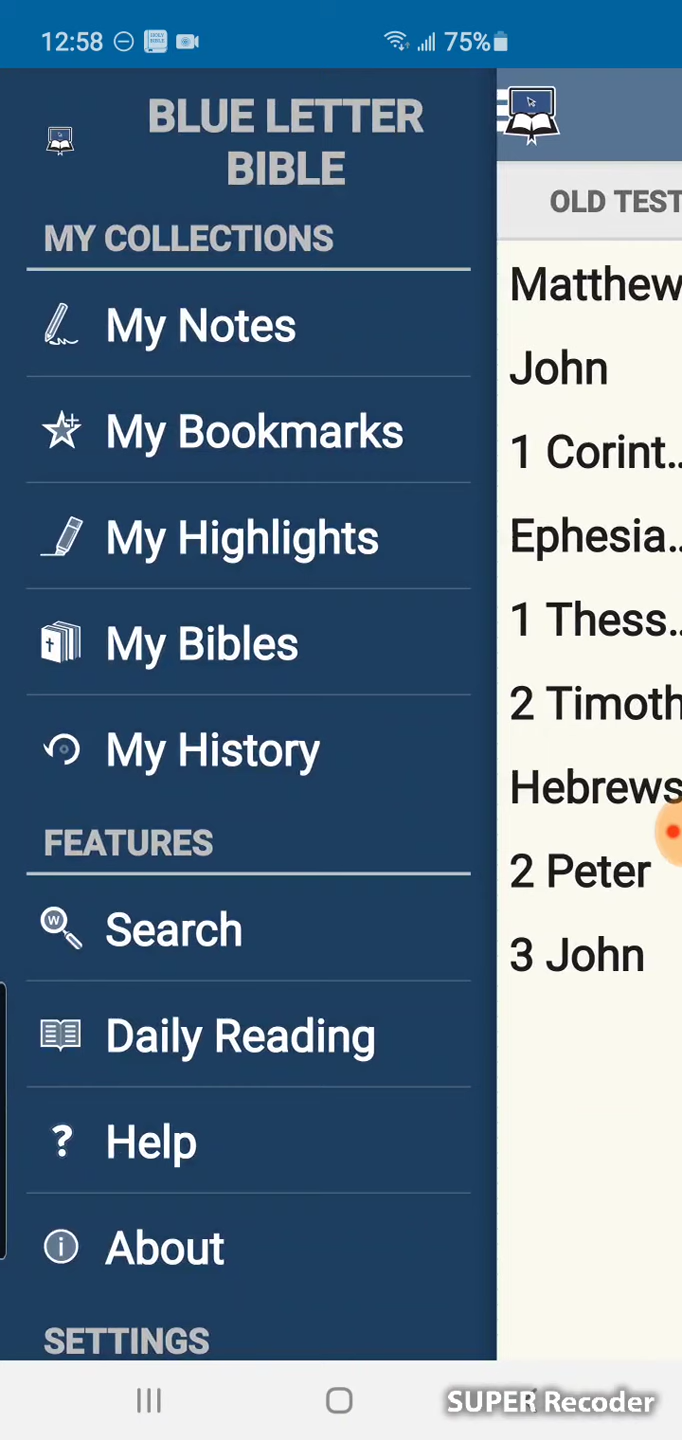 12:58
75%
BLUE LETTER
BIBLE
MY COLLECTIONS
My Notes
My Bookmarks
My Highlights
My Bibles
My History
FEATURES
Search
Daily Reading
Help
About
SETTINGS
OLD TEST
Matthew
John
1 Corint..
Ephesia..
1 Thess..
2 Timoth
Hebrews
2 Peter
3 John
SUPER Recoder